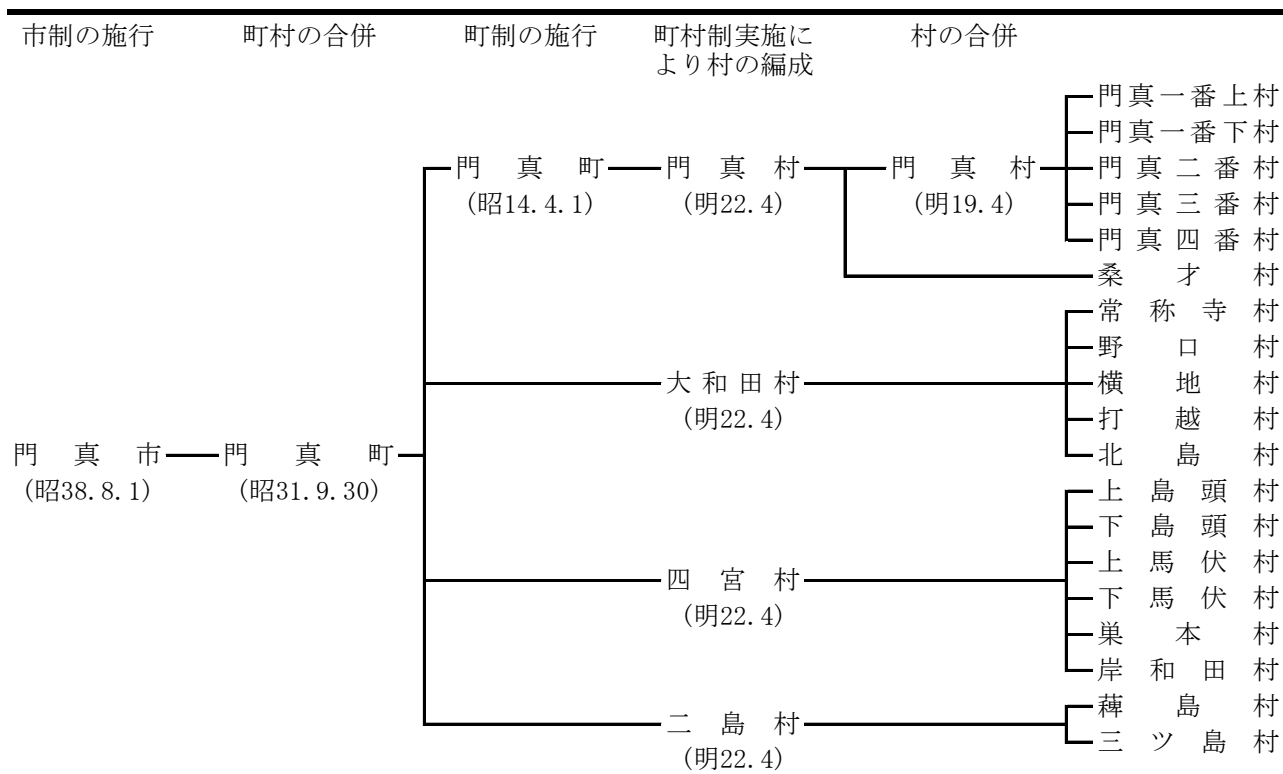 市制の施行 町村の合併 町制の施行 町村制実施に 村の合併
より村の編成
門真一番上村
門真一番下村
門真町 門真村 門真村 門真二番村
(昭14.4.1) (明22.4) (明19.4) 門真三番村
門真四番村
桑才村
常称寺村
野口村
大和田村 横地村
(明22.4) 打越村
門真市 門真町 北島村
(昭38.8.1) (昭31.9.30) 上島頭村
下島頭村
上馬伏村
四宮村 下馬伏村
(明22.4) 巣本村
岸和田村
薭島村
二島村 三ツ島村
(明22.4)